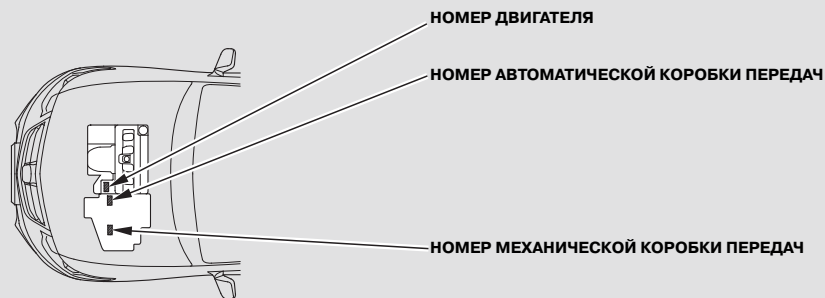 НОМЕР ДВИГАТЕЛЯ
НОМЕР АВТОМАТИЧЕСКОЙ КОРОБКИ ПЕРЕДАЧ
НОМЕР МЕХАНИЧЕСКОЙ КОРОБКИ ПЕРЕДАЧ